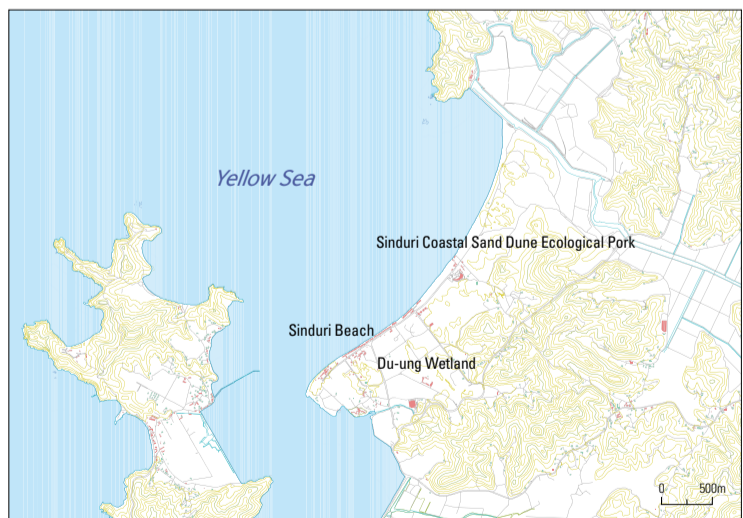 Yellow Sea
Sinduri Coastal Sand Dune Ecological Pork
Sinduri Beach
Du-ung Wetland
0 500m